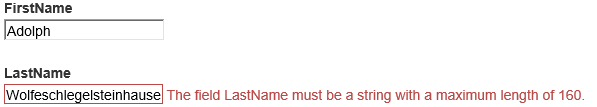 FirstName
Adolph
LastName
Wolfeschlegelsteinhause The field LastName must be a string with a maximum length of 160.